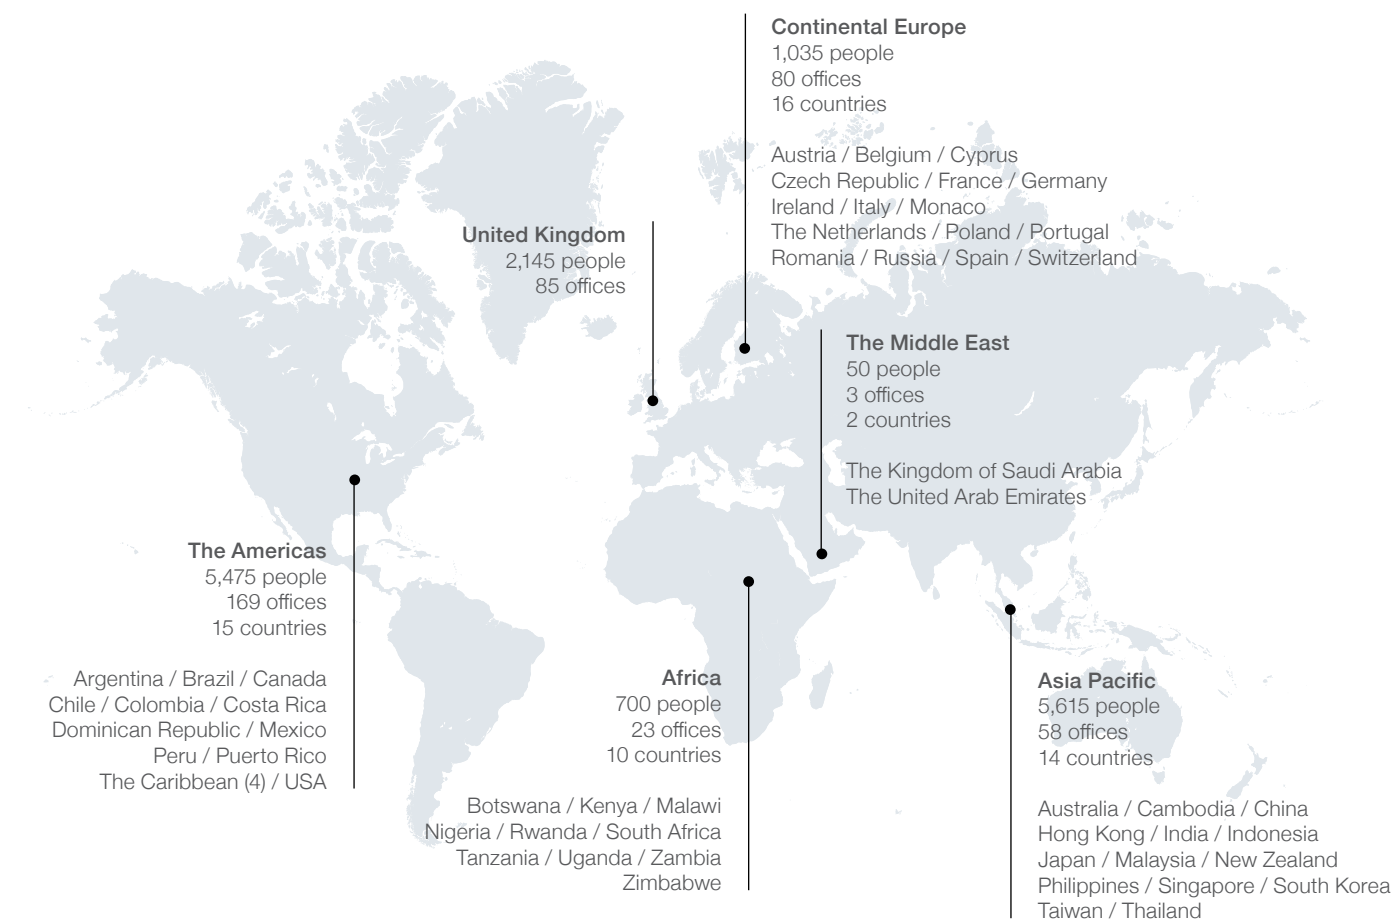 Continental Europe
1,035 people
80 offices
16 countries
Austria / Belgium / Cyprus
Czech Republic / France / Germany
Ireland / Italy / Monaco
The Netherlands / Poland / Portugal
Romania / Russia / Spain / Switzerland
United Kingdom
2,145 people
85 offices
The Middle East
50 people
3 offices
2 countries
The Kingdom of Saudi Arabia
The United Arab Emirates
The Americas
5,475 people
169 offices
15 countries
Argentina / Brazil / Canada
Chile / Colombia / Costa Rica
Dominican Republic / Mexico
Peru / Puerto Rico
The Caribbean (4) / USA
Africa
700 people
23 offices
10 countries
Botswana / Kenya / Malawi
Nigeria / Rwanda / South Africa
Tanzania / Uganda / Zambia
Zimbabwe
Asia Pacific
5,615 people
58 offices
14 countries
Australia / Cambodia / China
Hong Kong / India / Indonesia
Japan / Malaysia / New Zealand
Philippines / Singapore / South Korea
Taiwan / Thailand